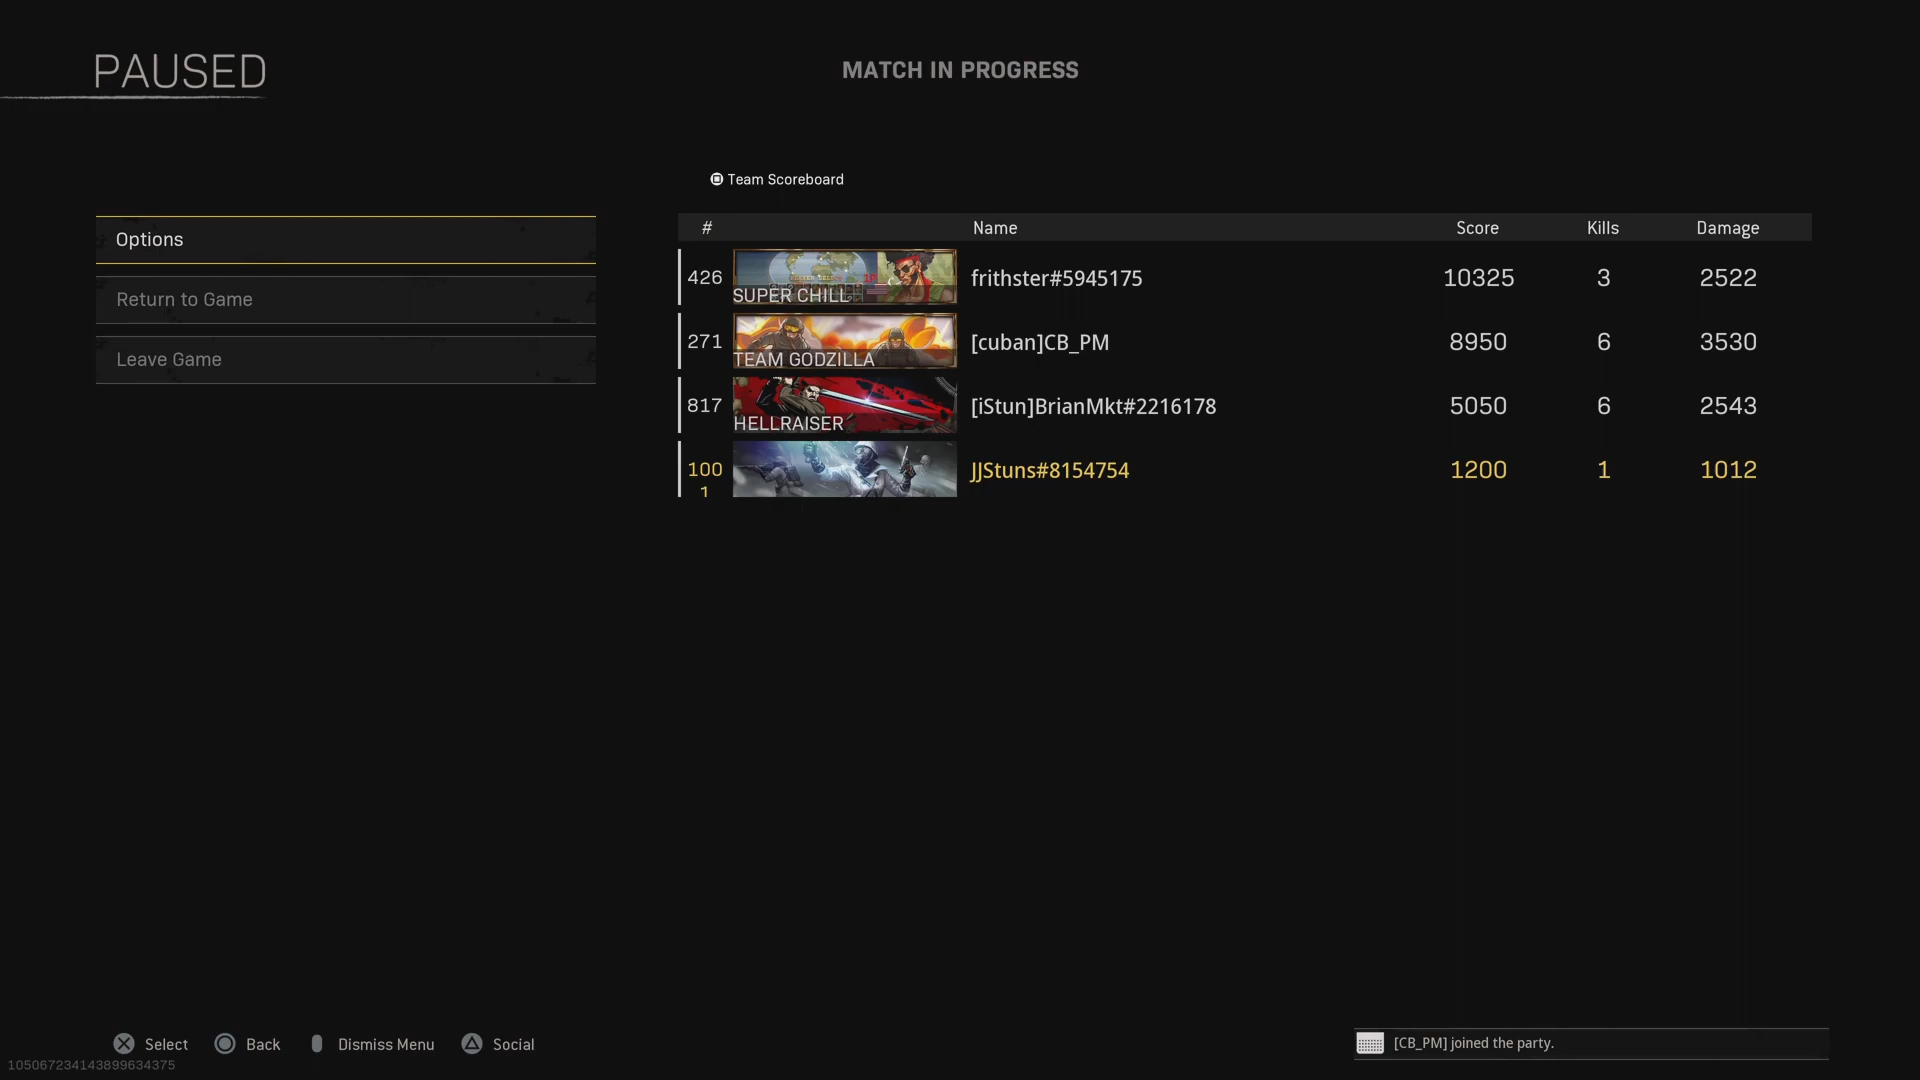 PAUSED
MATCH IN PROGRESS
Team Scoreboard
Options
Return to Game
Leave Game
# Name Score Kills Damage
426 SUPER CHILL frithster#5945175 10325 3 2522
271 TEAM GODZILLA [cuban]CB_PM 8950 6 3530
817 HELLRAISER [iStun]BrianMkt#2216178 5050 6 2543
100 JJStuns#8154754 1200 1 1012
1
Select Back Dismiss Menu Social
[CB_PM] joined the party.
105067234143899634375